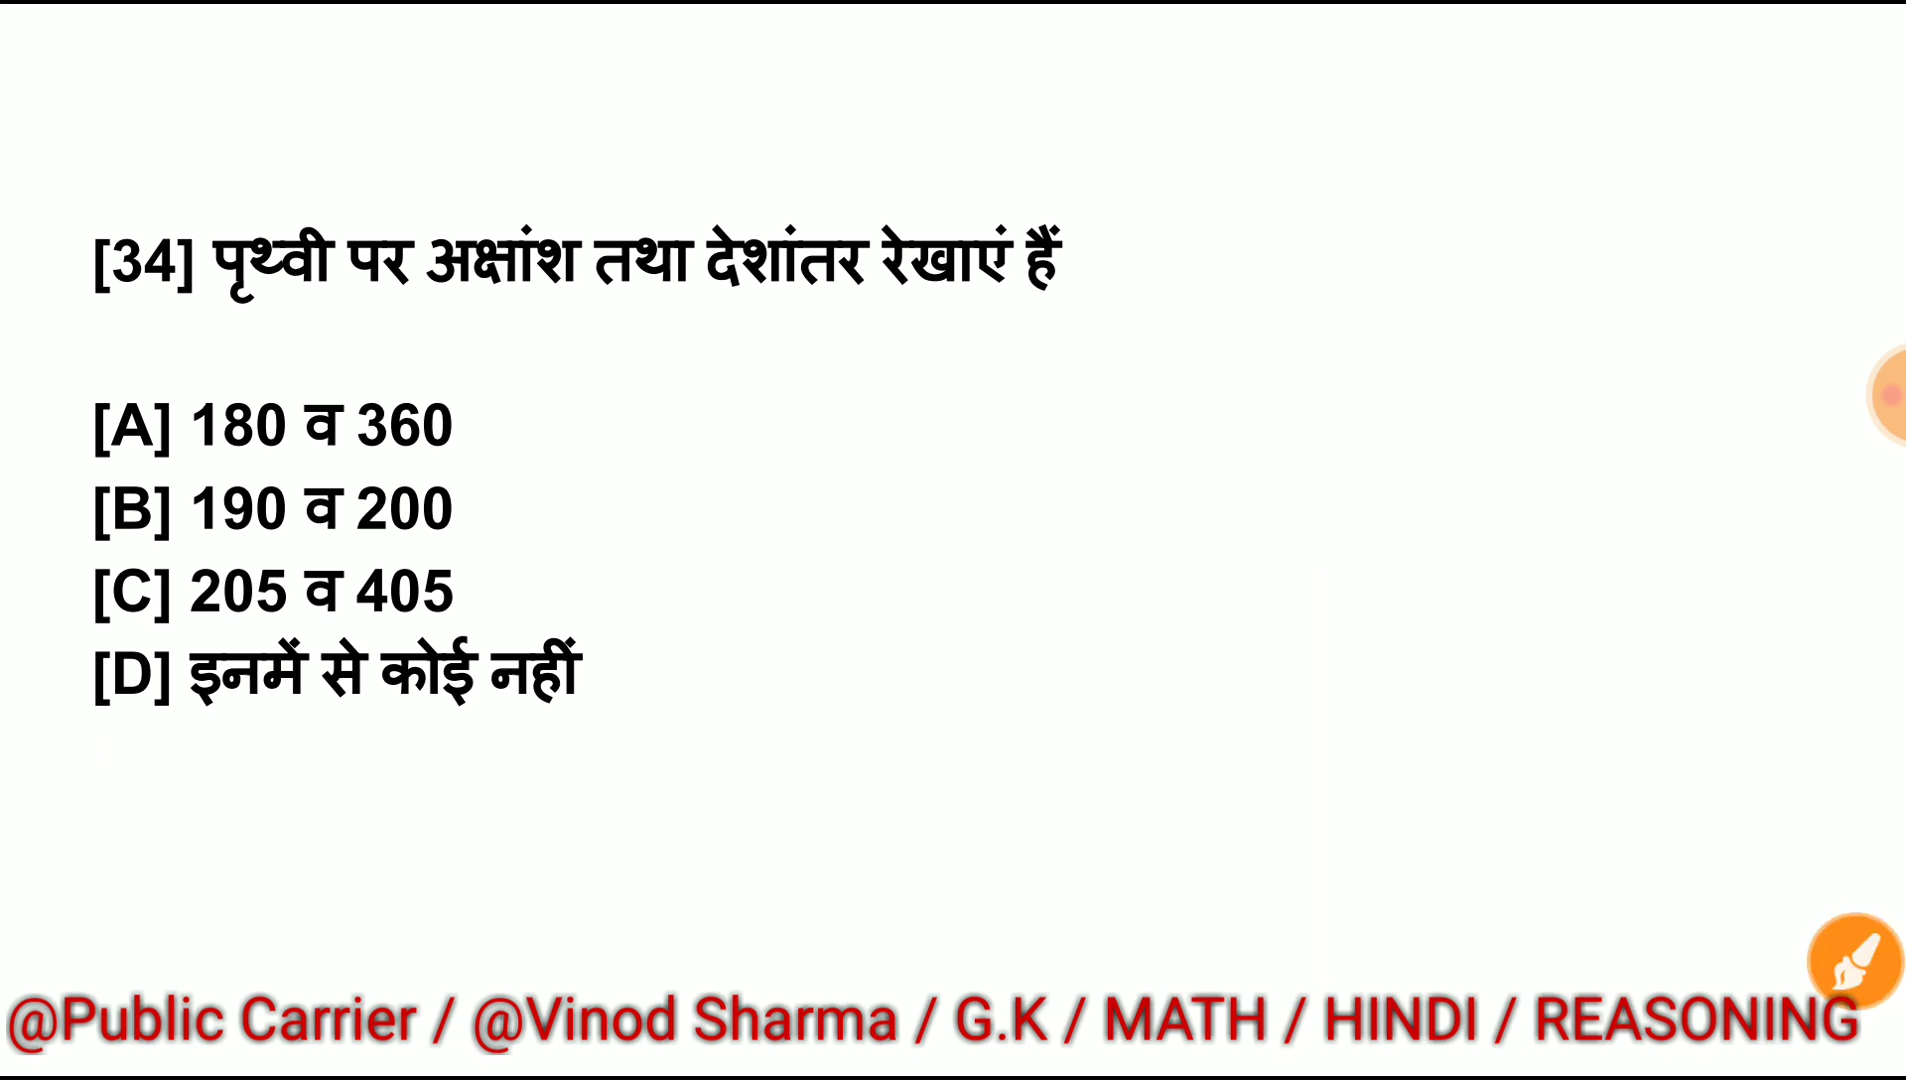 [34] पृथ्वी पर अक्षांश तथा देशांतर रेखाएं हैं
[A] 180 व 360
[B] 190 व 200
[C] 205 व 405
[D] इनमें से कोई नहीं
@Public Carrier / @Vinod Sharma / G.K / MATH / HINDI / REASONING